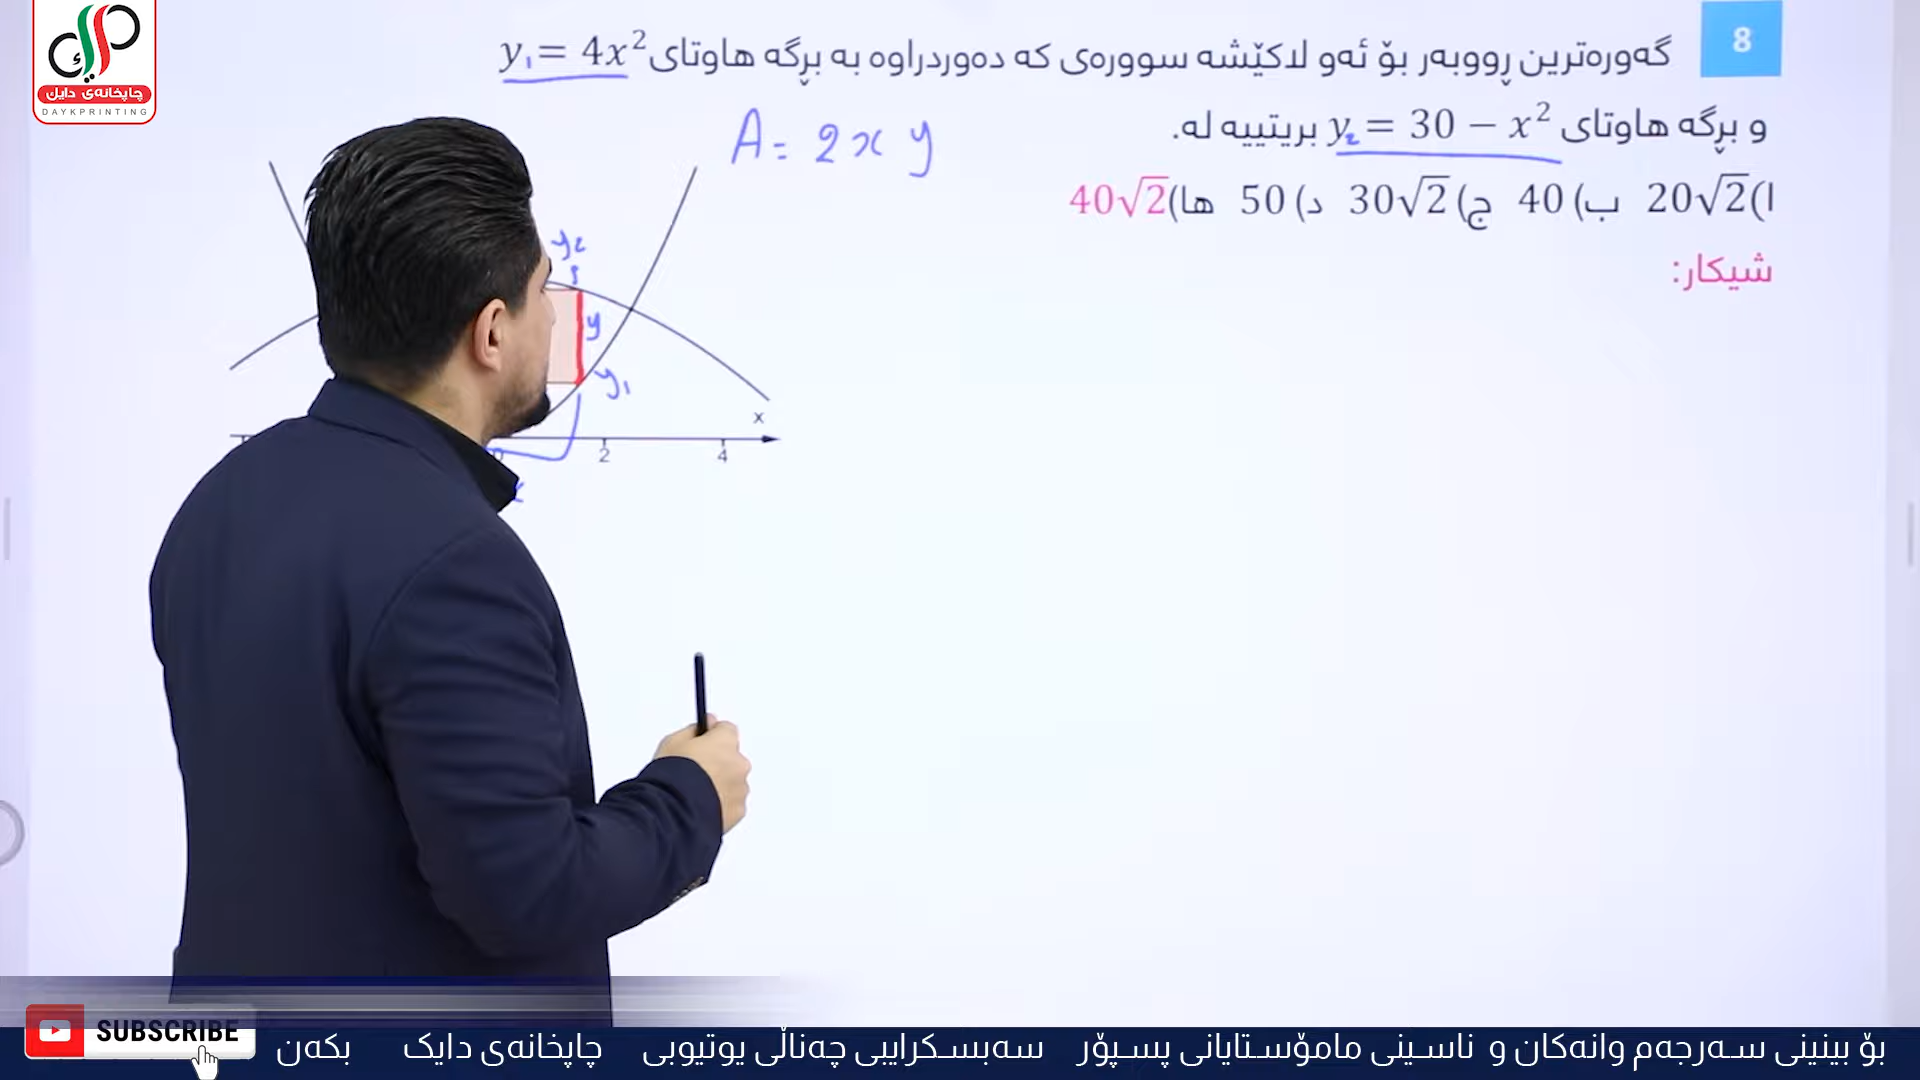 چاپخانەی دایک
DAYKPRINTING
8
گەورەترین ڕووبەر بۆ ئەو لاکێشە سوورەی کە دەوردراوە بە بڕگە هاوتای y₁ = 4x²
و بڕگە هاوتای y₂ = 30 − x² بریتییە لە.
ا) 20√2 ب) 40 ج) 30√2 د) 50 ها) 40√2
شیکار:
A = 2xy
y₂
y
y₁
x
2
4
SUBSCRIBE
بۆ بینینی سەرجەم وانەکان و ناسینی مامۆستایانی پسپۆر سەبسکرایبی چەناڵی یوتیوبی چاپخانەی دایک بکەن